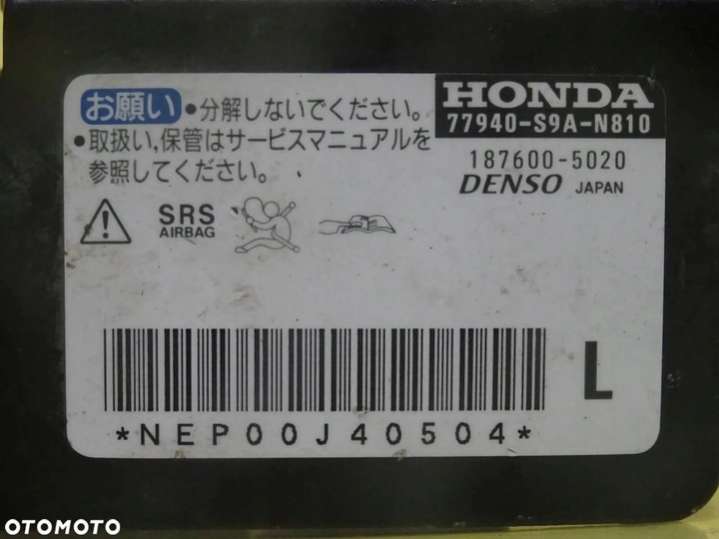 お願い ●分解しないでください。
●取扱い,保管はサービスマニュアルを
参照してください。
HONDA
77940-S9A-N810
187600-5020
DENSO JAPAN
SRS
AIRBAG
L
*NEP00J40504*
OTOMOTO